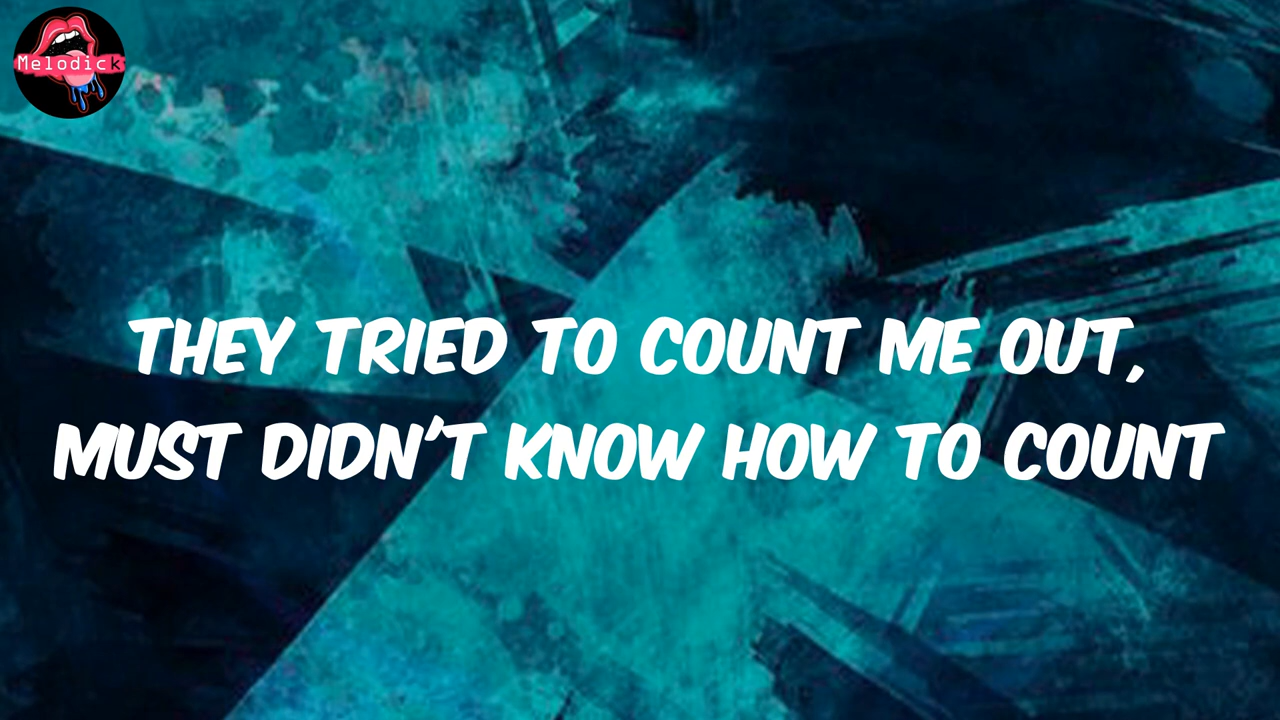 Melodick
THEY TRIED TO COUNT ME OUT,
MUST DIDN'T KNOW HOW TO COUNT